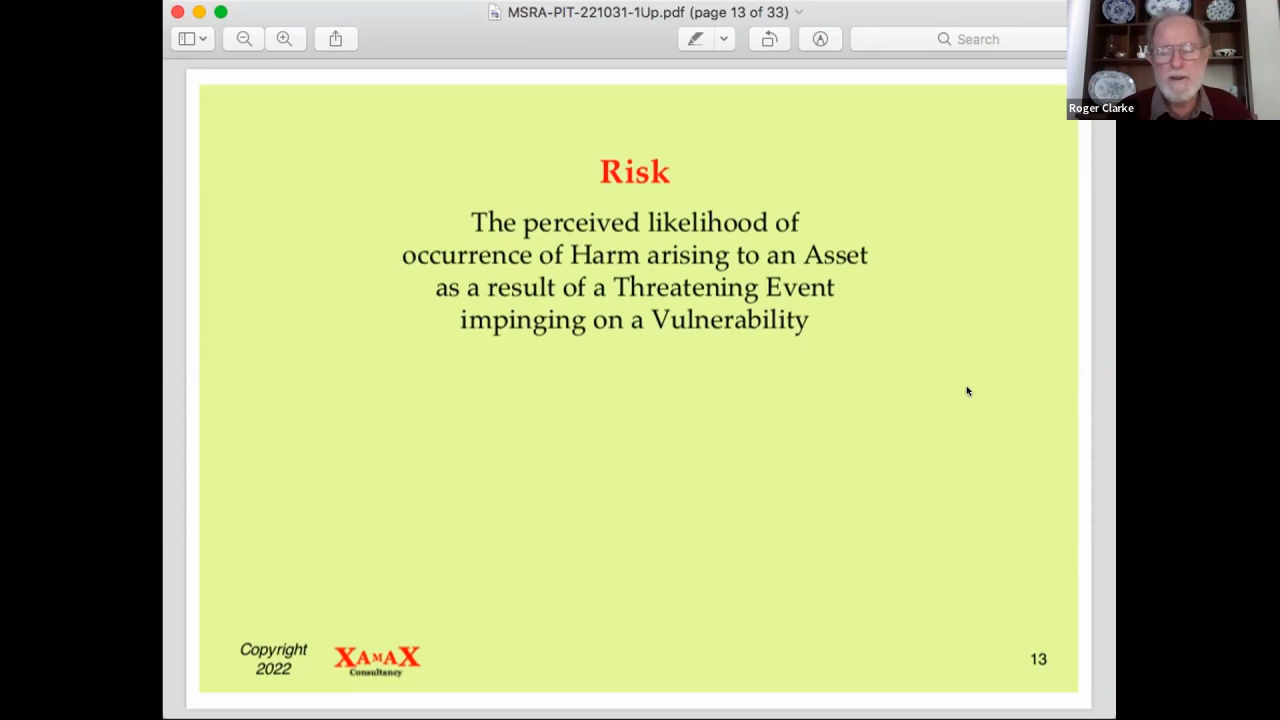 MSRA-PIT-221031-1Up.pdf (page 13 of 33)
Search
Roger Clarke
Risk
The perceived likelihood of
occurrence of Harm arising to an Asset
as a result of a Threatening Event
impinging on a Vulnerability
Copyright
2022
XAMAX
Consultancy
13